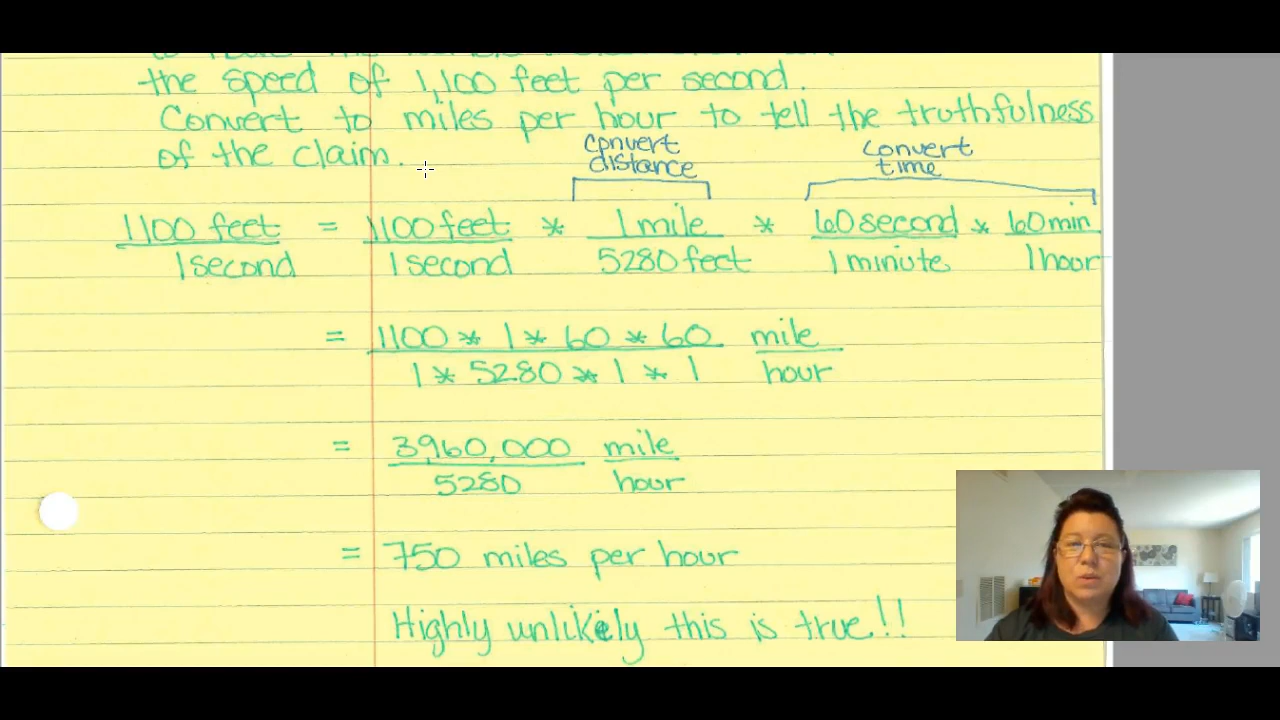 the speed of 1,100 feet per second.
Convert to miles per hour to tell the truthfulness
of the claim.
convert
distance
convert
time
1100 feet = 1100 feet * 1 mile * 60 second * 60 min
1 second 1 second 5280 feet 1 minute 1 hour
= 1100 * 1 * 60 * 60 mile
1 * 5280 * 1 * 1 hour
= 3,960,000 mile
5280 hour
= 750 miles per hour
Highly unlikely this is true!!